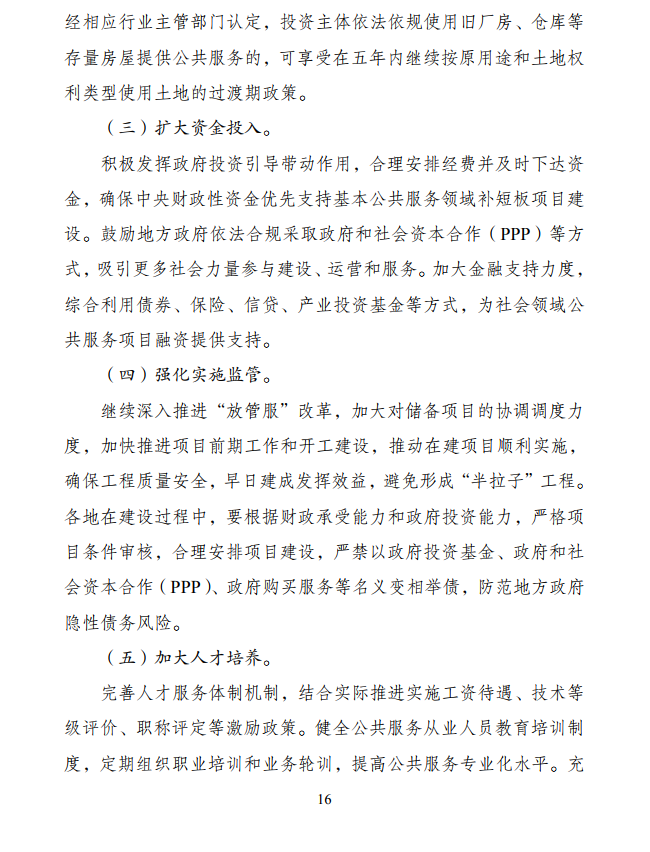 经相应行业主管部门认定，投资主体依法依规使用旧厂房、仓库等
存量房屋提供公共服务的，可享受在五年内继续按原用途和土地权
利类型使用土地的过渡期政策。
（三）扩大资金投入。
积极发挥政府投资引导带动作用，合理安排经费并及时下达资
金，确保中央财政性资金优先支持基本公共服务领域补短板项目建
设。鼓励地方政府依法合规采取政府和社会资本合作（PPP）等方
式，吸引更多社会力量参与建设、运营和服务。加大金融支持力度，
综合利用债券、保险、信贷、产业投资基金等方式，为社会领域公
共服务项目融资提供支持。
（四）强化实施监管。
继续深入推进“放管服”改革，加大对储备项目的协调调度力
度，加快推进项目前期工作和开工建设，推动在建项目顺利实施，
确保工程质量安全，早日建成发挥效益，避免形成“半拉子”工程。
各地在建设过程中，要根据财政承受能力和政府投资能力，严格项
目条件审核，合理安排项目建设，严禁以政府投资基金、政府和社
会资本合作（PPP）、政府购买服务等名义变相举债，防范地方政府
隐性债务风险。
（五）加大人才培养。
完善人才服务体制机制，结合实际推进实施工资待遇、技术等
级评价、职称评定等激励政策。健全公共服务从业人员教育培训制
度，定期组织职业培训和业务轮训，提高公共服务专业化水平。充
16